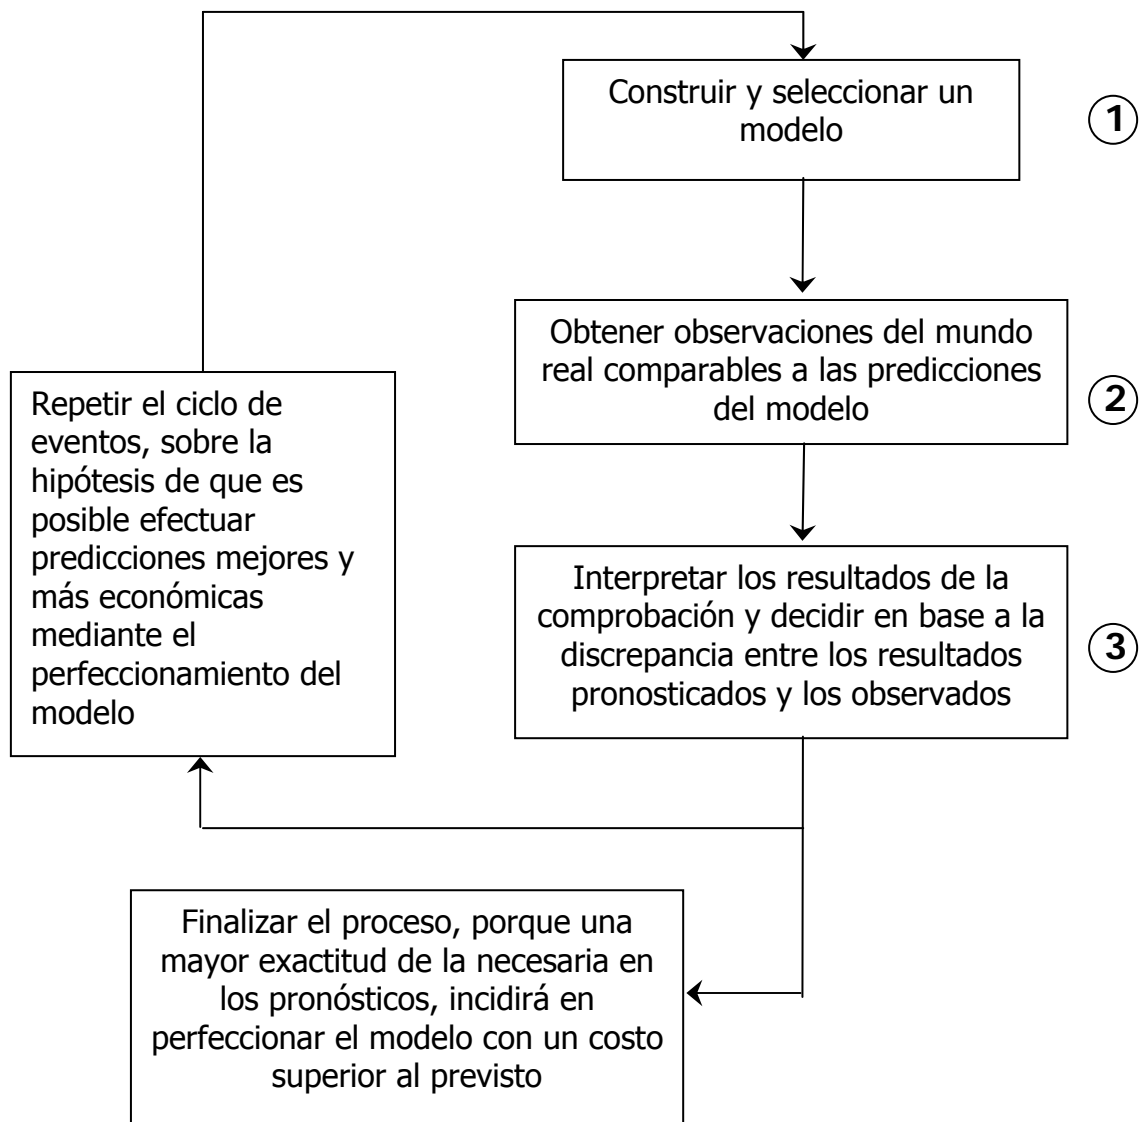 Construir y seleccionar un
modelo
1
Obtener observaciones del mundo
real comparables a las predicciones
del modelo
2
Interpretar los resultados de la
comprobación y decidir en base a la
discrepancia entre los resultados
pronosticados y los observados
3
Repetir el ciclo de
eventos, sobre la
hipótesis de que es
posible efectuar
predicciones mejores y
más económicas
mediante el
perfeccionamiento del
modelo
Finalizar el proceso, porque una
mayor exactitud de la necesaria en
los pronósticos, incidirá en
perfeccionar el modelo con un costo
superior al previsto